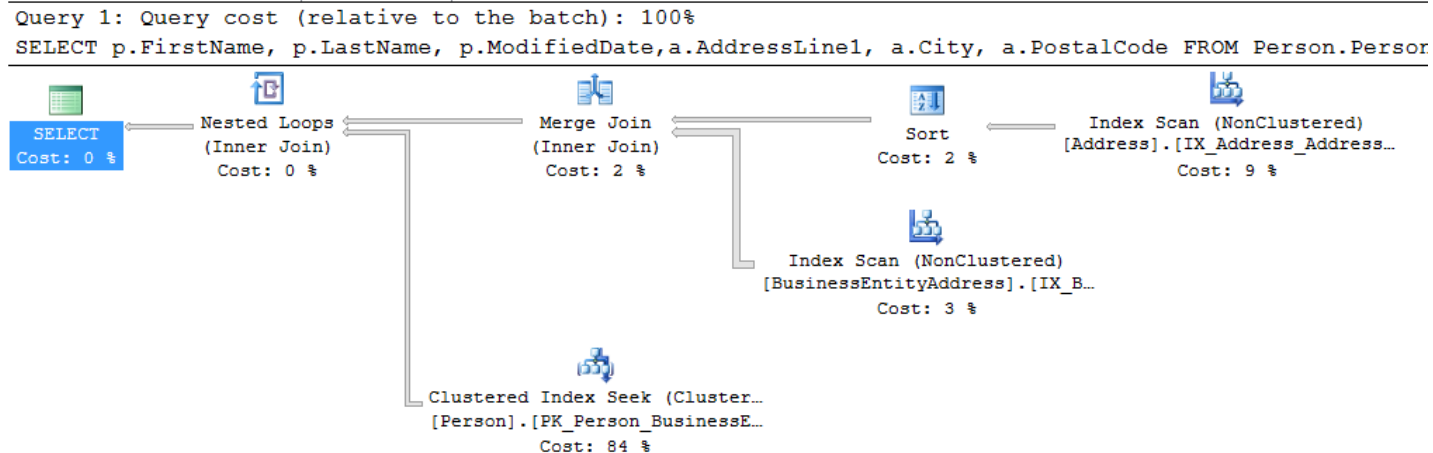 Query 1: Query cost (relative to the batch): 100%
SELECT p.FirstName, p.LastName, p.ModifiedDate,a.AddressLine1, a.City, a.PostalCode FROM Person.Person
SELECT
Cost: 0 %
Nested Loops
(Inner Join)
Cost: 0 %
Merge Join
(Inner Join)
Cost: 2 %
Sort
Cost: 2 %
Index Scan (NonClustered)
[Address].[IX_Address_Address…
Cost: 9 %
Index Scan (NonClustered)
[BusinessEntityAddress].[IX_B…
Cost: 3 %
Clustered Index Seek (Cluster…
[Person].[PK_Person_BusinessE…
Cost: 84 %